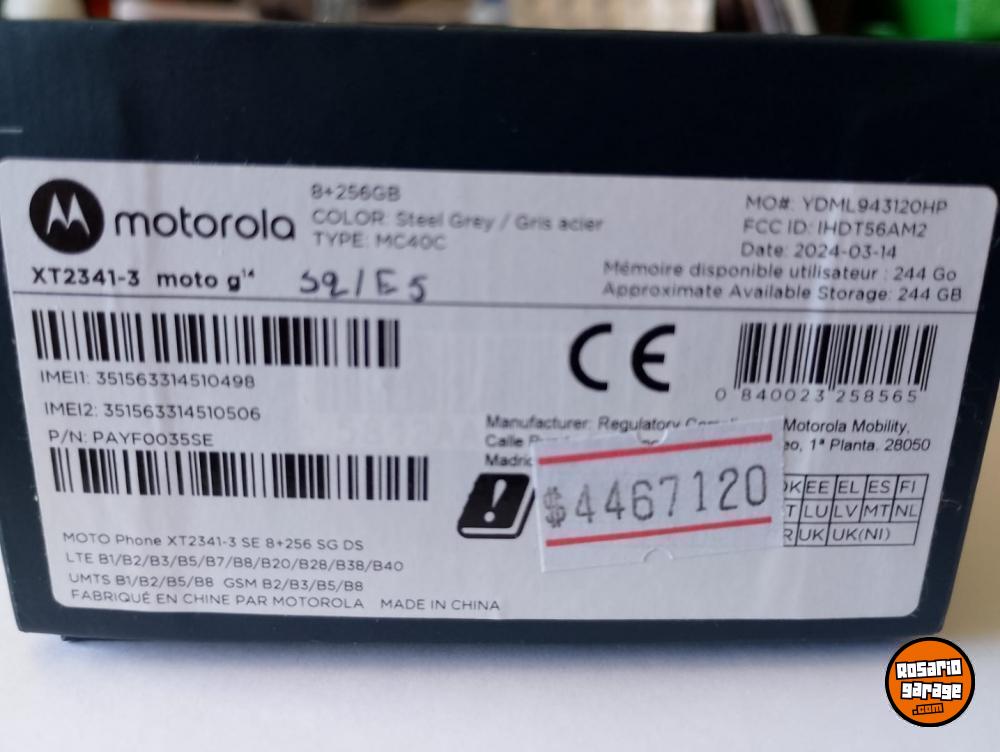 motorola
8+256GB
COLOR: Steel Grey / Gris acier
TYPE: MC40C
MO#: YDML943120HP
FCC ID: IHDT56AM2
Date: 2024-03-14
XT2341-3 moto g14
S9/E5
Mémoire disponible utilisateur : 244 Go
Approximate Available Storage: 244 GB
IMEI1: 351563314510498
IMEI2: 351563314510506
P/N: PAYF0035SE
CE
0 840023 258565
Manufacturer: Regulatory Motorola Mobility,
Calle 1ª Planta. 28050
$4467120
EE EL ES FI
LU LV MT NL
UK UK(NI)
MOTO Phone XT2341-3 SE 8+256 SG DS
LTE B1/B2/B3/B5/B7/B8/B20/B28/B38/B40
UMTS B1/B2/B5/B8 GSM B2/B3/B5/B8
FABRIQUÉ EN CHINE PAR MOTOROLA MADE IN CHINA
ROSARIO
garage
.com